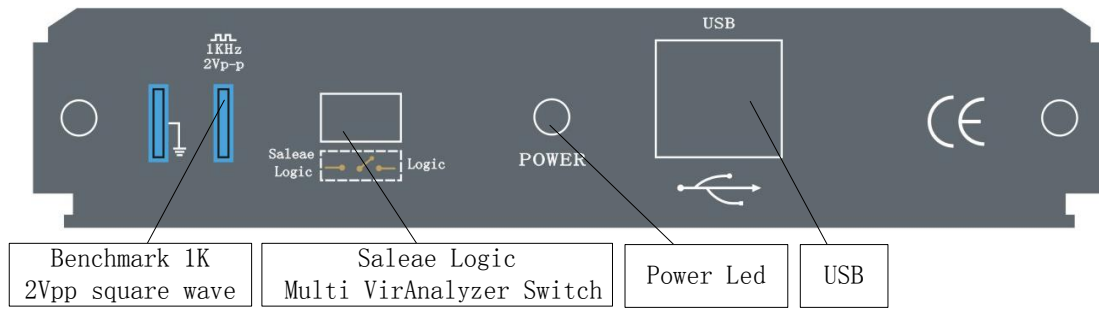 USB
1KHz
2Vp-p
Saleae
Logic
Logic
POWER
CE
Benchmark 1K
2Vpp square wave
Saleae Logic
Multi VirAnalyzer Switch
Power Led
USB